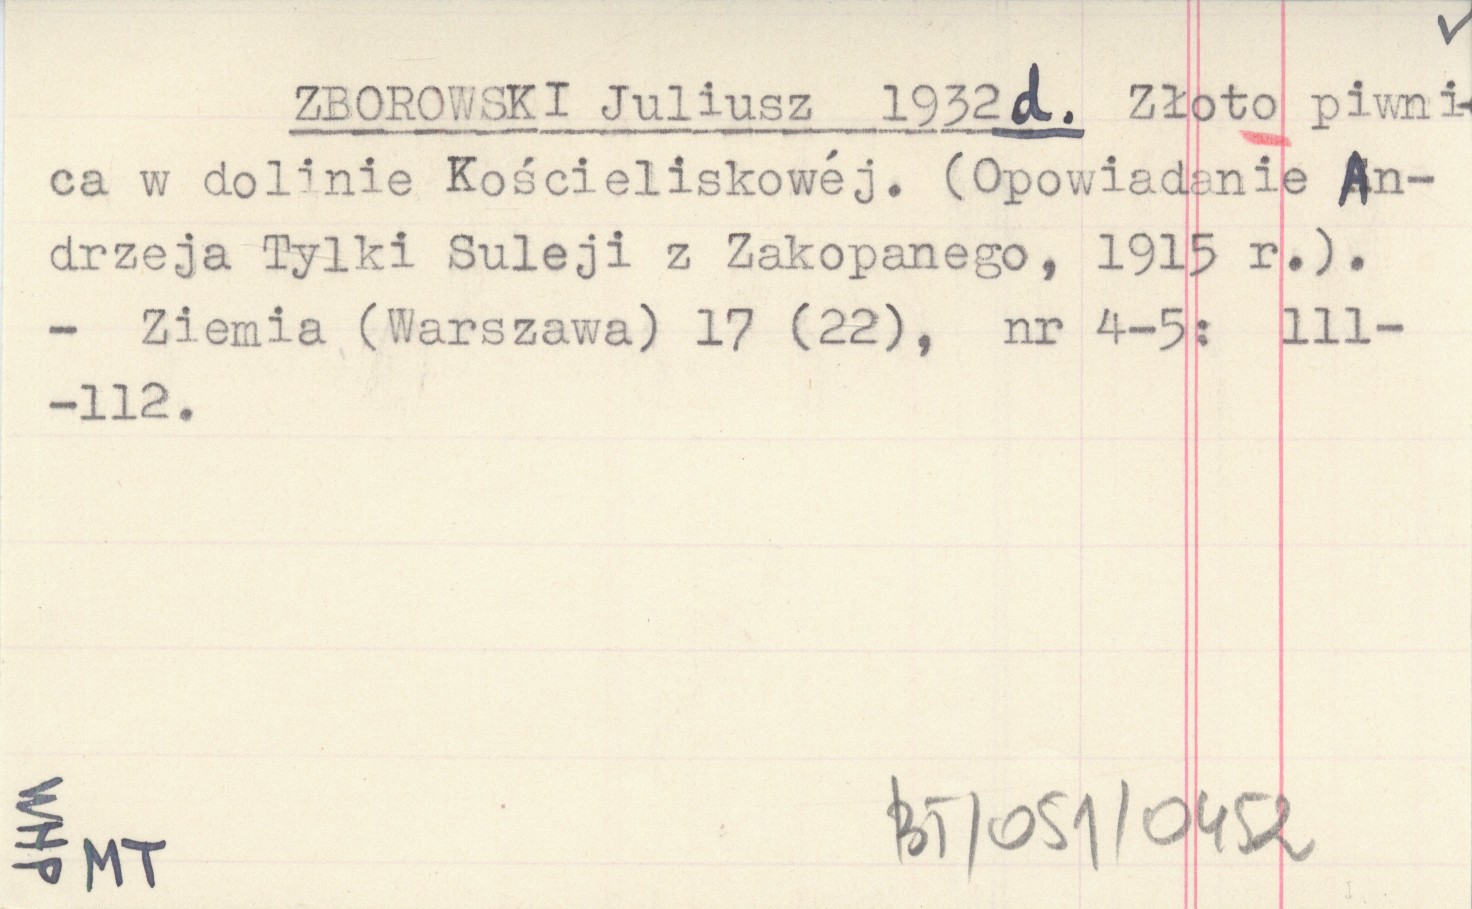 ZBOROWSKI Juliusz 1932d. Złoto piwni-
ca w dolinie Kościeliskowéj. (Opowiadanie An-
drzeja Tylki Suleji z Zakopanego, 1915 r.).
- Ziemia (Warszawa) 17 (22), nr 4-5: 111-
-112.
BT/051/0452
WHP
MT